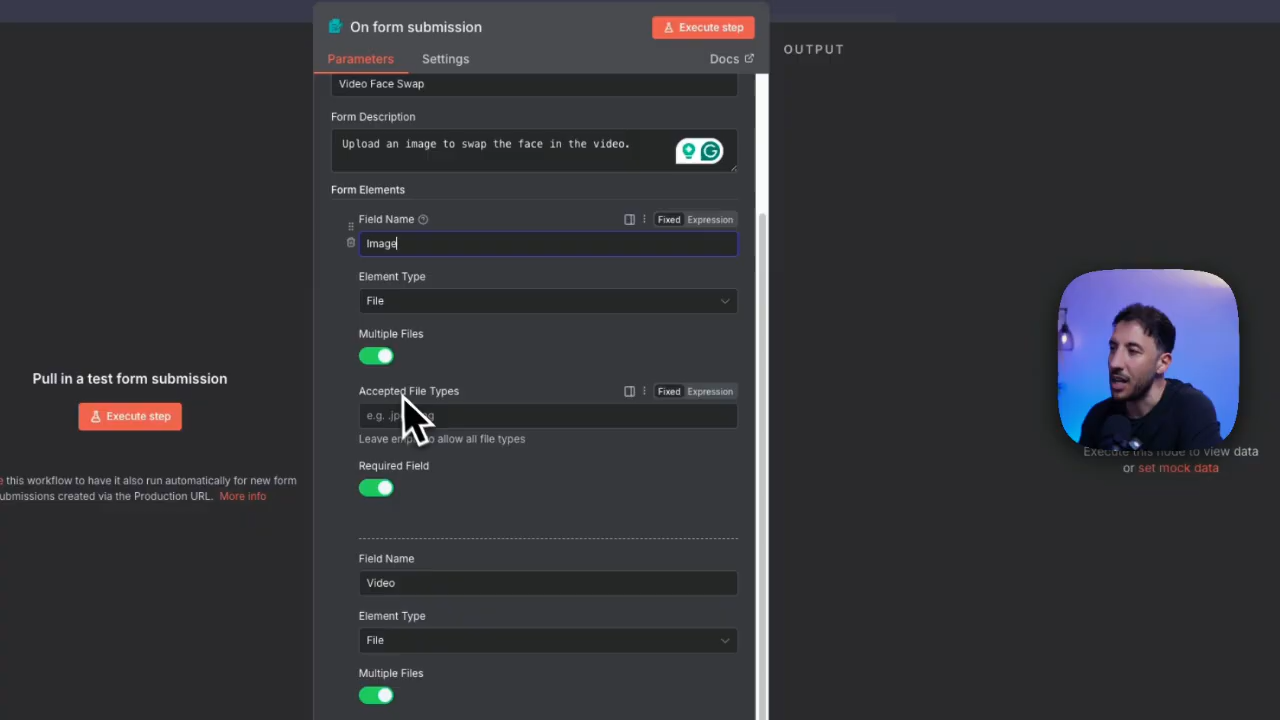 On form submission
Execute step
OUTPUT
Parameters
Settings
Docs
Video Face Swap
Form Description
Upload an image to swap the face in the video.
Form Elements
Field Name
Fixed Expression
Image
Element Type
File
Multiple Files
Pull in a test form submission
Execute step
Accepted File Types
Fixed Expression
e.g.
Leave to allow all file types
Required Field
Execute this node to view data
or set mock data
this workflow to have it also run automatically for new form
submissions created via the Production URL. More info
Field Name
Video
Element Type
File
Multiple Files